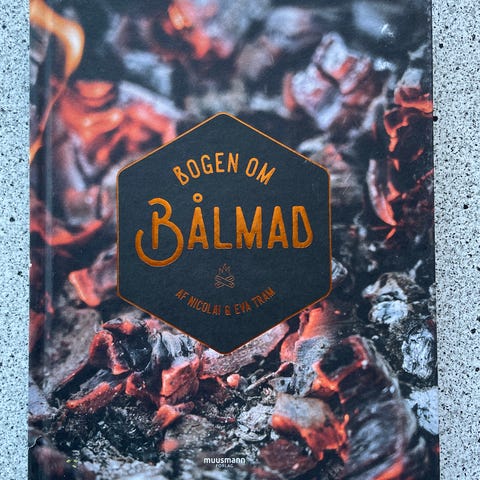 BOGEN OM
BÅLMAD
AF NICOLAI & EVA TRAM
muusmann
FORLAG